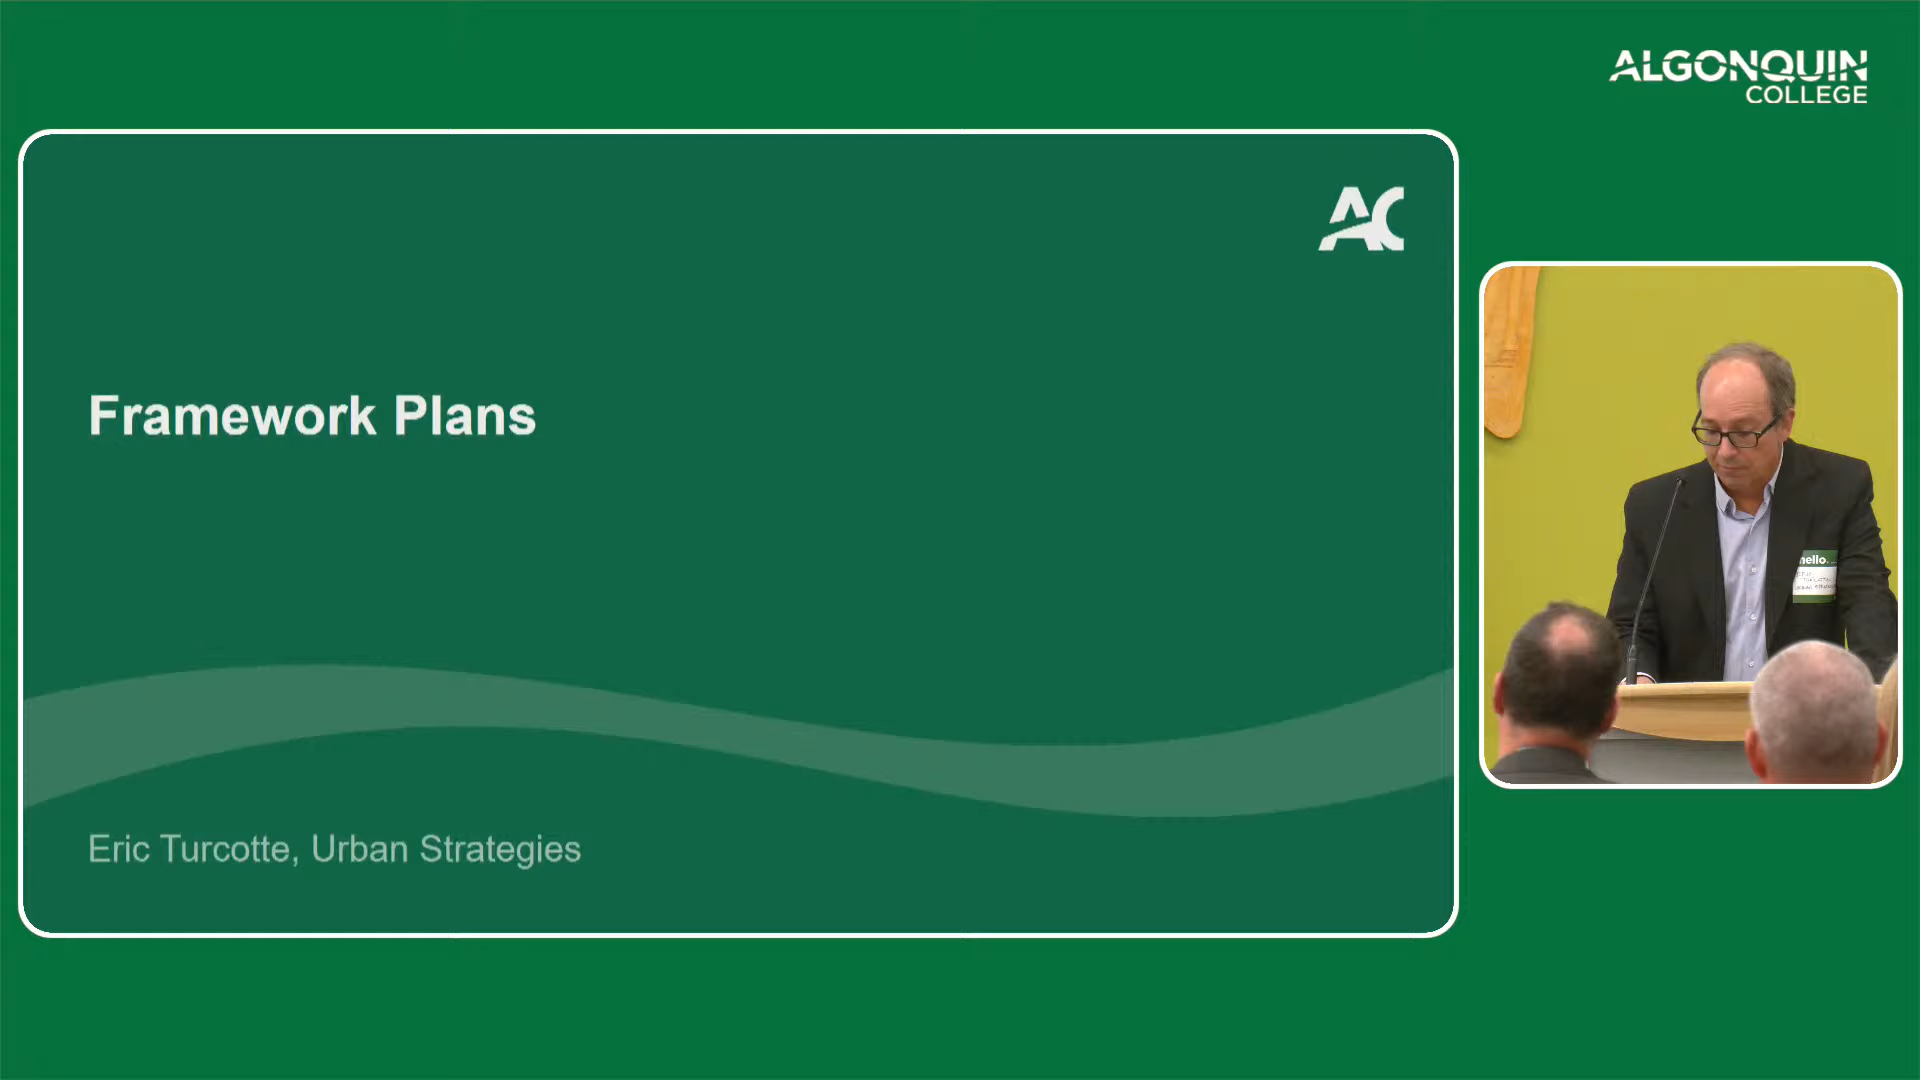 ALGONQUIN
COLLEGE
AC
Framework Plans
hello.
Eric Turcotte, Urban Strategies